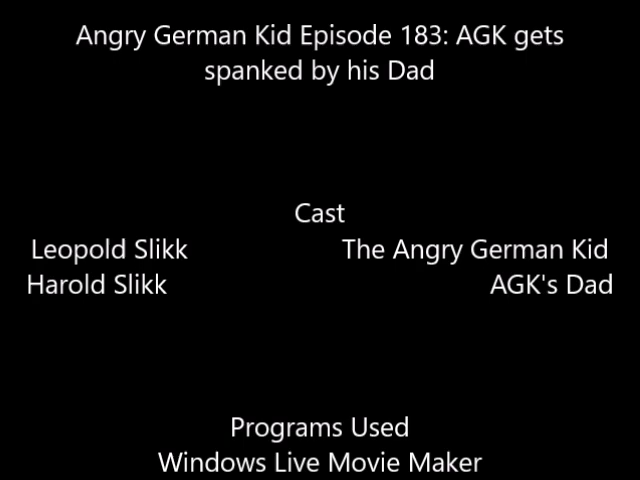 Angry German Kid Episode 183: AGK gets
spanked by his Dad
Cast
Leopold Slikk The Angry German Kid
Harold Slikk AGK's Dad
Programs Used
Windows Live Movie Maker